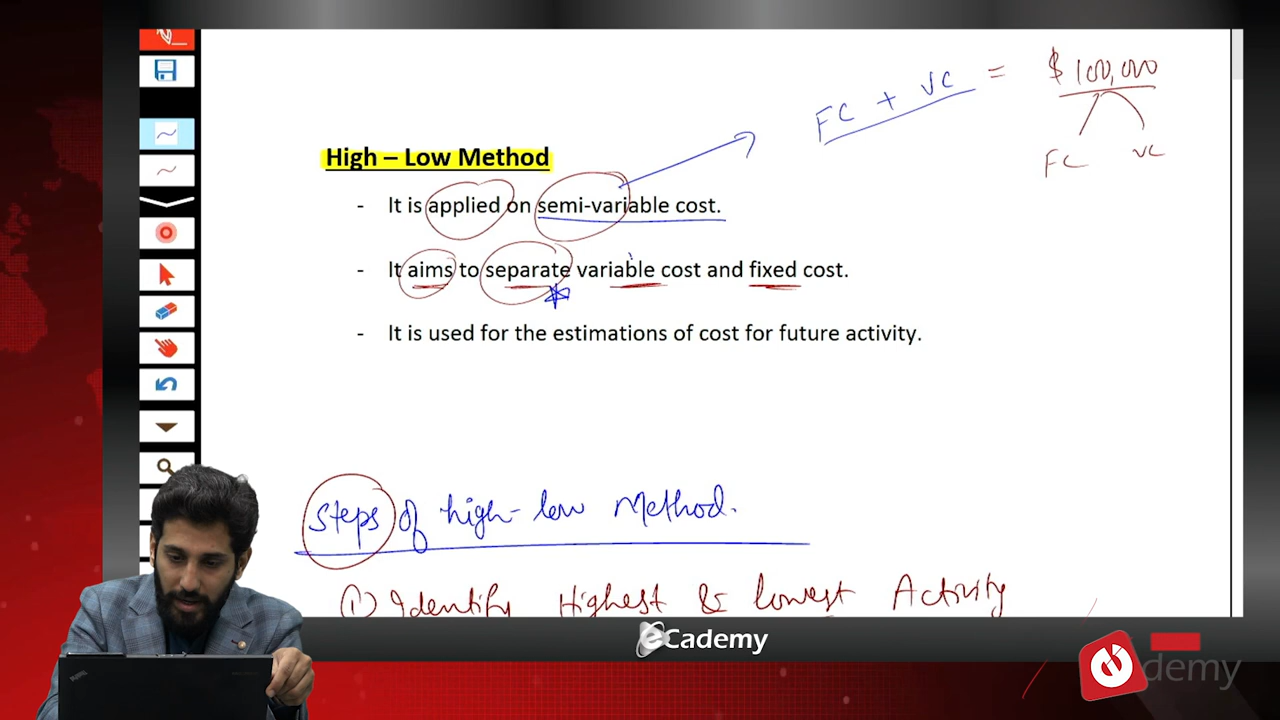 FC + VC = $100,000
FC VC
High – Low Method
- It is applied on semi-variable cost.
- It aims to separate variable cost and fixed cost.
- It is used for the estimations of cost for future activity.
Steps of high-low Method.
(1) Identify Highest & lowest Activity
eCademy
demy